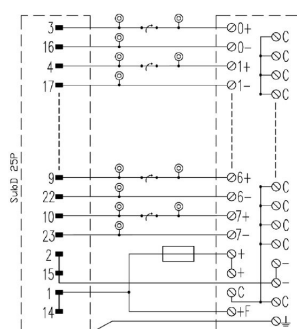 3 0+ C
16 0- C
4 1+ C
17 1- C
SubD 25P
9 6+ C
22 6- C
10 7+ C
23 7- C
2 + -
15 + -
1 C C
14 +F